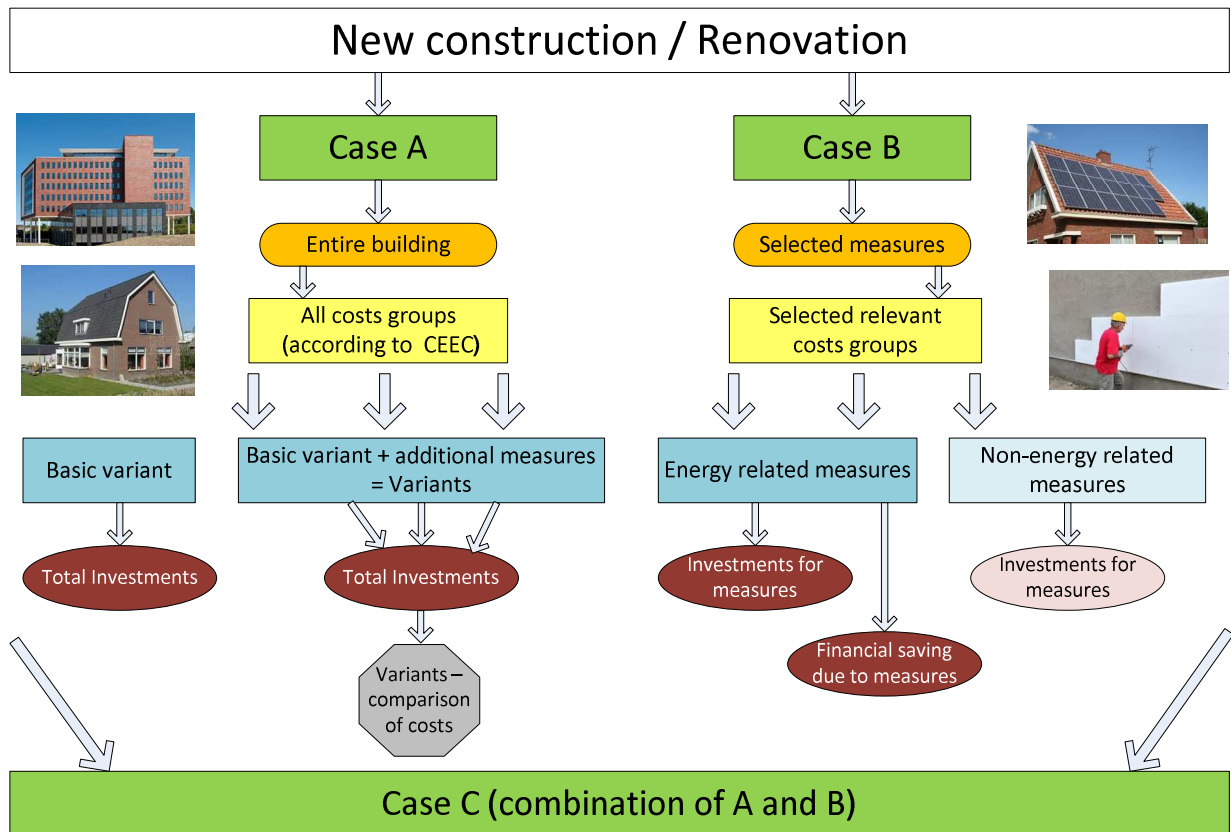 New construction / Renovation
Case A
Case B
Entire building
Selected measures
All costs groups
(according to CEEC)
Selected relevant
costs groups
Basic variant
Basic variant + additional measures
= Variants
Energy related measures
Non-energy related
measures
Total Investments
Total Investments
Investments for
measures
Investments for
measures
Financial saving
due to measures
Variants –
comparison
of costs
Case C (combination of A and B)